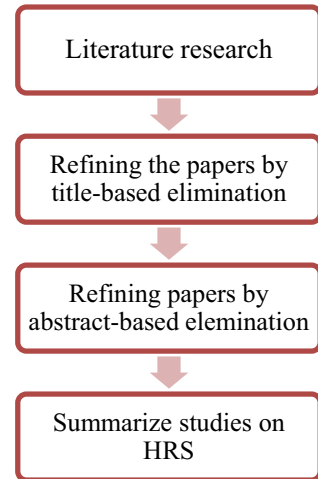 Literature research
Refining the papers by
title-based elimination
Refining papers by
abstract-based elemination
Summarize studies on
HRS